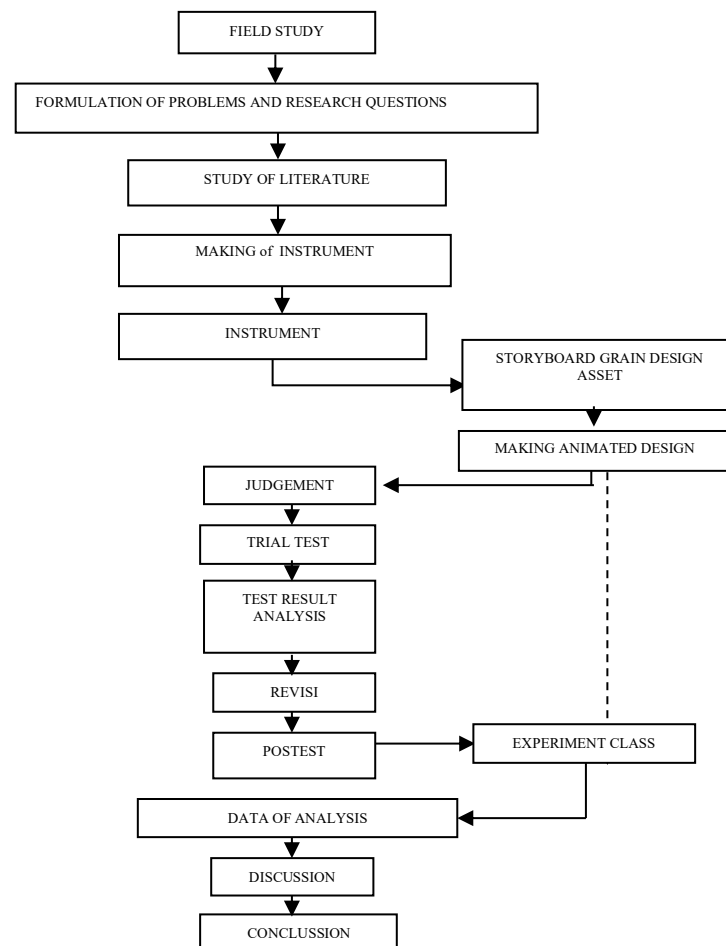 FIELD STUDY
FORMULATION OF PROBLEMS AND RESEARCH QUESTIONS
STUDY OF LITERATURE
MAKING of INSTRUMENT
INSTRUMENT
STORYBOARD GRAIN DESIGN
ASSET
MAKING ANIMATED DESIGN
JUDGEMENT
TRIAL TEST
TEST RESULT
ANALYSIS
REVISI
POSTEST
EXPERIMENT CLASS
DATA OF ANALYSIS
DISCUSSION
CONCLUSSION